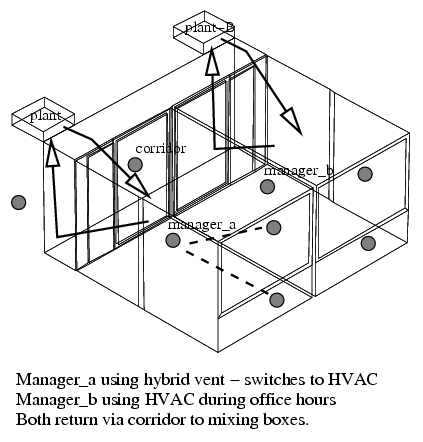 plant-B
plant
corridor
manager_b
manager_a
Manager_a using hybrid vent – switches to HVAC
Manager_b using HVAC during office hours
Both return via corridor to mixing boxes.